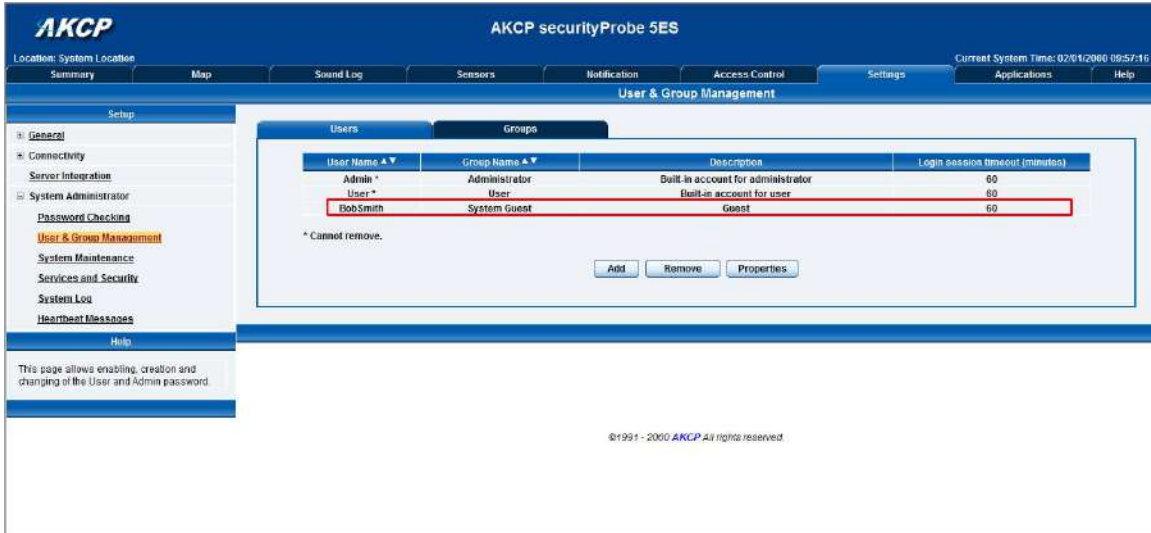 AKCP
AKCP securityProbe 5ES
Location: System Location
Current System Time: 02/01/2000 09:57:16
Summary Map Sound Log Sensors Notification Access Control Settings Applications Help
User & Group Management
Setup
General
Connectivity
Server Integration
System Administrator
Password Checking
User & Group Management
System Maintenance
Services and Security
System Log
Heartbeat Messages
Help
This page allows enabling, creation and
changing of the User and Admin password.
Users Groups
User Name ▲▼ Group Name ▲▼ Description Login session timeout (minutes)
Admin * Administrator Built-in account for administrator 60
User * User Built-in account for user 60
BobSmith System Guest Guest 60
* Cannot remove.
Add Remove Properties
©1991 - 2000 AKCP All rights reserved.